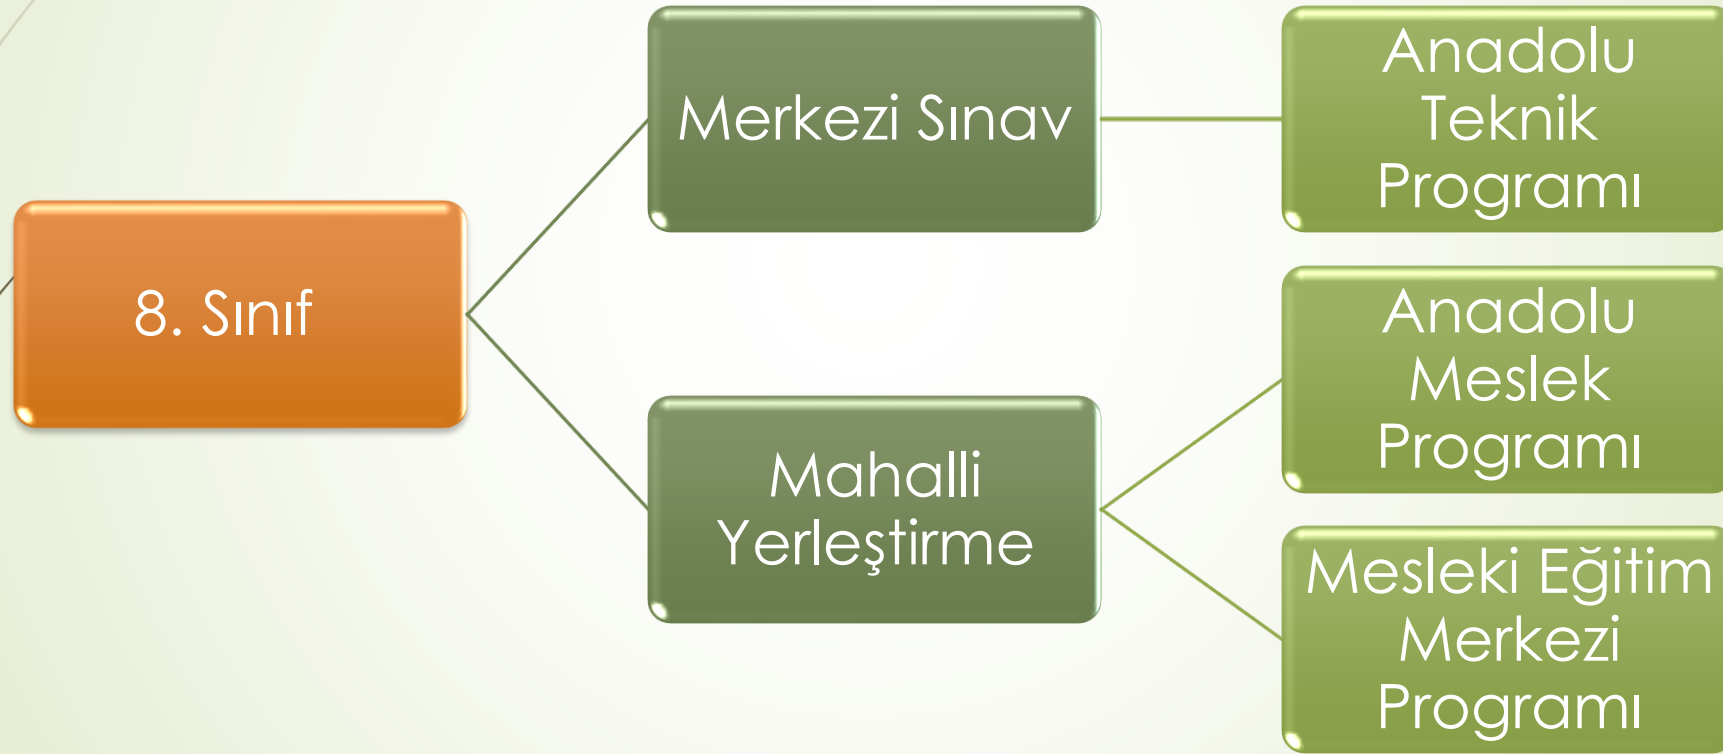 8. Sınıf
Merkezi Sınav
Anadolu
Teknik
Programı
Mahalli
Yerleştirme
Anadolu
Meslek
Programı
Mesleki Eğitim
Merkezi
Programı